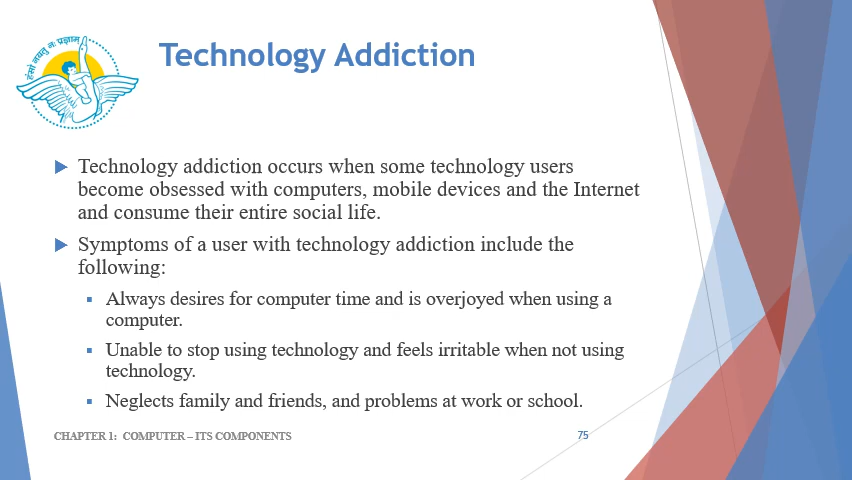 हंसो नयतु नः प्रज्ञाम्
Technology Addiction
Technology addiction occurs when some technology users
become obsessed with computers, mobile devices and the Internet
and consume their entire social life.
Symptoms of a user with technology addiction include the
following:
Always desires for computer time and is overjoyed when using a
computer.
Unable to stop using technology and feels irritable when not using
technology.
Neglects family and friends, and problems at work or school.
CHAPTER 1: COMPUTER – ITS COMPONENTS
75